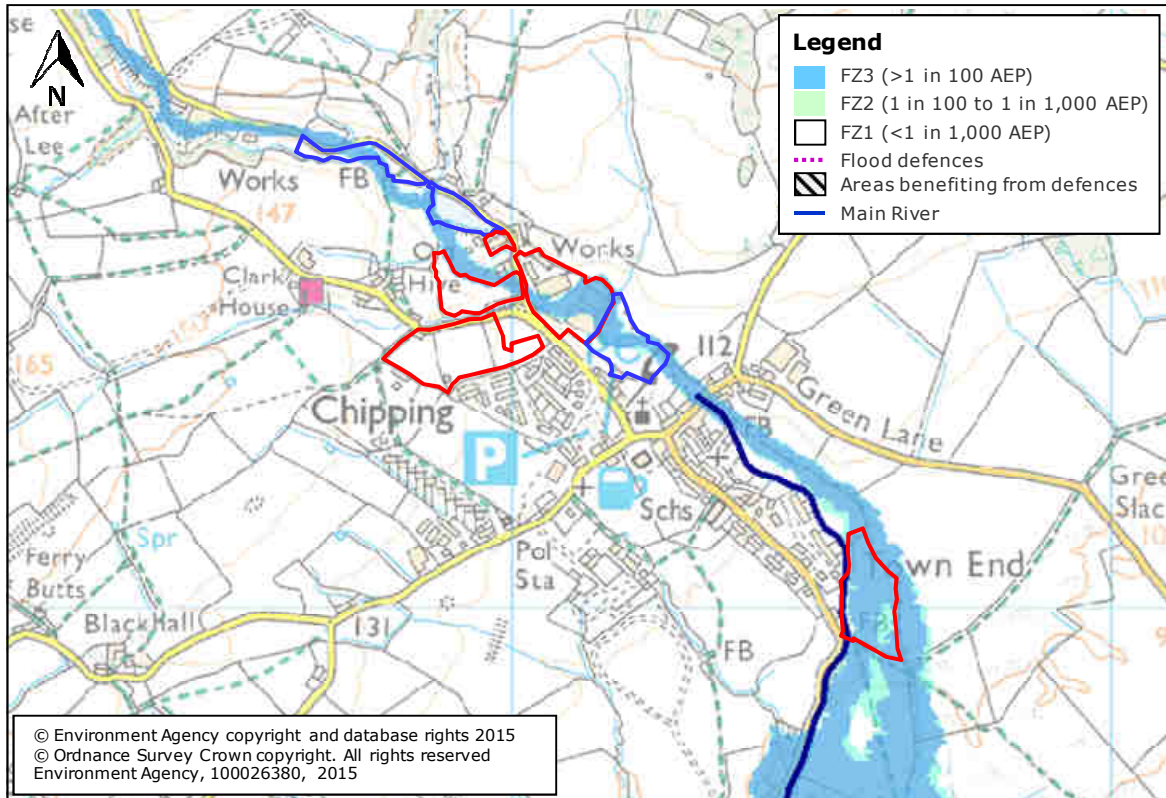 N
After
Lee
Works
FB
147
Clark
House
Hive
Works
165
Chipping
P
112
FB
Green Lane
Schs
Pol
Sta
Spr
Ferry
Butts
BlackHall
131
FB
Town End
Legend
FZ3 (>1 in 100 AEP)
FZ2 (1 in 100 to 1 in 1,000 AEP)
FZ1 (<1 in 1,000 AEP)
Flood defences
Areas benefiting from defences
Main River
© Environment Agency copyright and database rights 2015
© Ordnance Survey Crown copyright. All rights reserved
Environment Agency, 100026380, 2015